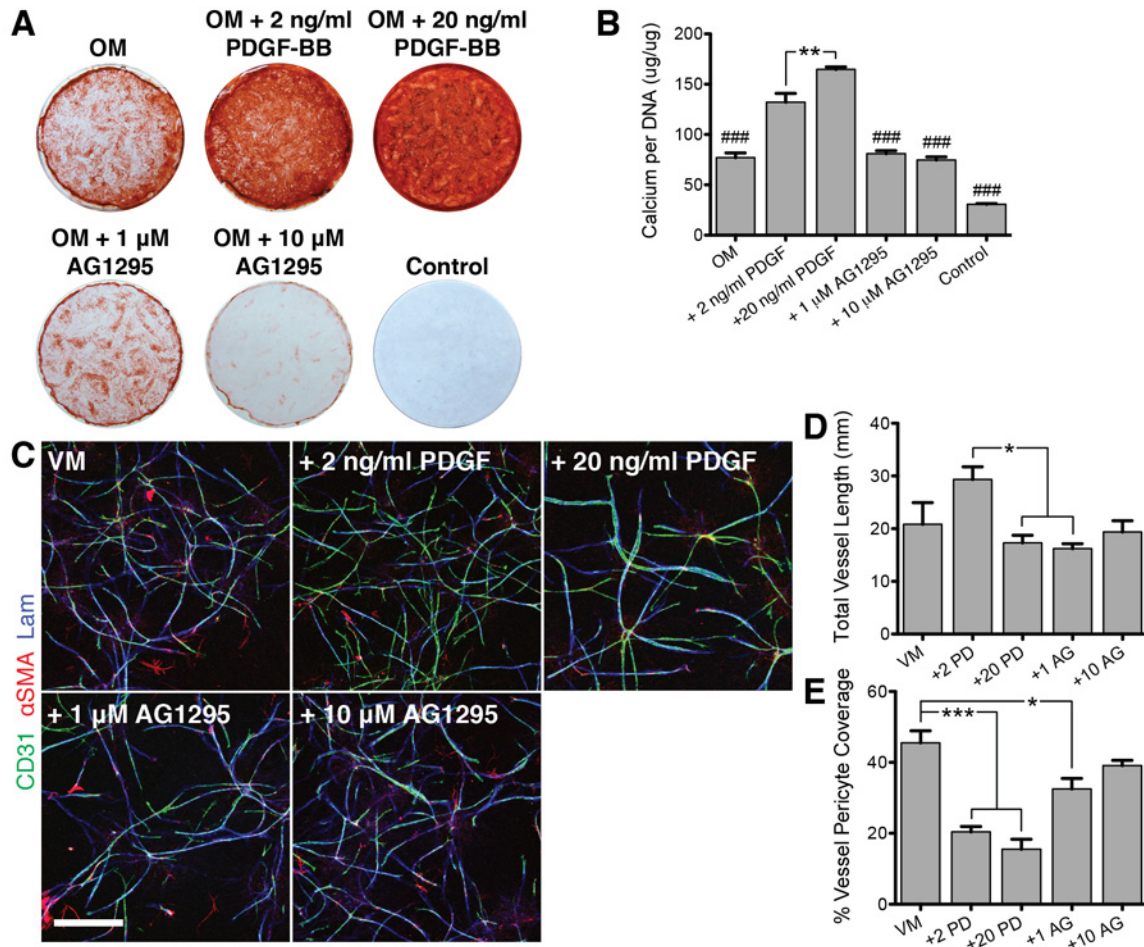 A
OM
OM + 2 ng/ml
PDGF-BB
OM + 20 ng/ml
PDGF-BB
OM + 1 µM
AG1295
OM + 10 µM
AG1295
Control
B
Calcium per DNA (ug/ug)
200
150
100
50
0
###
**
###
###
###
OM
+ 2 ng/ml PDGF
+20 ng/ml PDGF
+ 1 µM AG1295
+ 10 µM AG1295
Control
C
CD31 αSMA Lam
VM
+ 2 ng/ml PDGF
+ 20 ng/ml PDGF
+ 1 µM AG1295
+ 10 µM AG1295
D
Total Vessel Length (mm)
40
30
20
10
0
*
VM
+2 PD
+20 PD
+1 AG
+10 AG
E
% Vessel Pericyte Coverage
60
40
20
0
***
*
VM
+2 PD
+20 PD
+1 AG
+10 AG